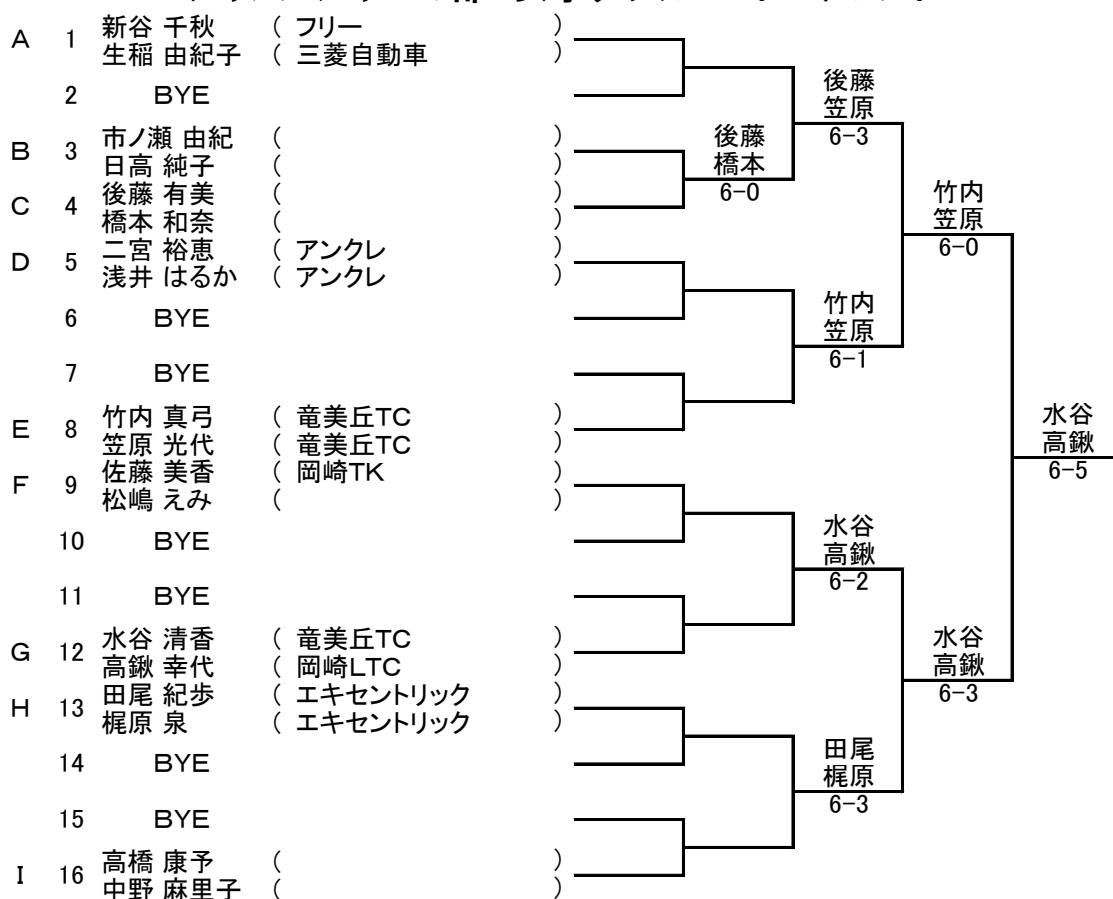 A 1 新谷 千秋 ( フリー )
生稲 由紀子 ( 三菱自動車 )
2 BYE
後藤
笠原
6-3
B 3 市ノ瀬 由紀 ( )
日高 純子 ( )
後藤
橋本
6-0
C 4 後藤 有美 ( )
橋本 和奈 ( )
竹内
笠原
6-0
D 5 二宮 裕恵 ( アンクレ )
浅井 はるか ( アンクレ )
6 BYE
竹内
笠原
6-1
7 BYE
E 8 竹内 真弓 ( 竜美丘TC )
笠原 光代 ( 竜美丘TC )
水谷
高鍬
6-5
F 9 佐藤 美香 ( 岡崎TK )
松嶋 えみ ( )
10 BYE
水谷
高鍬
6-2
11 BYE
G 12 水谷 清香 ( 竜美丘TC )
高鍬 幸代 ( 岡崎LTC )
水谷
高鍬
6-3
H 13 田尾 紀歩 ( エキセントリック )
梶原 泉 ( エキセントリック )
14 BYE
田尾
梶原
6-3
15 BYE
I 16 高橋 康予 ( )
中野 麻里子 ( )